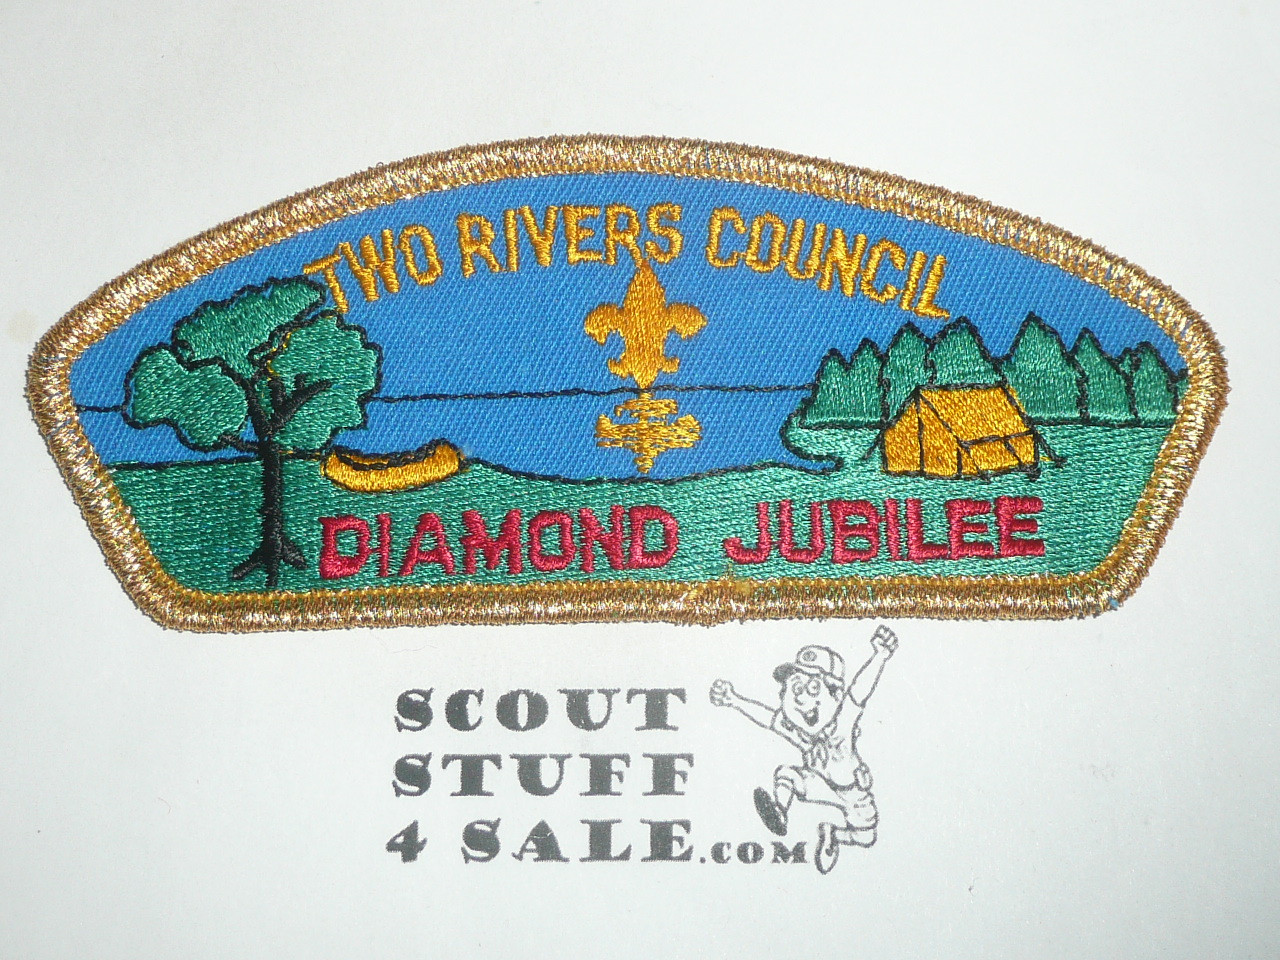 TWO RIVERS COUNCIL
DIAMOND JUBILEE
SCOUT
STUFF
4 SALE.COM